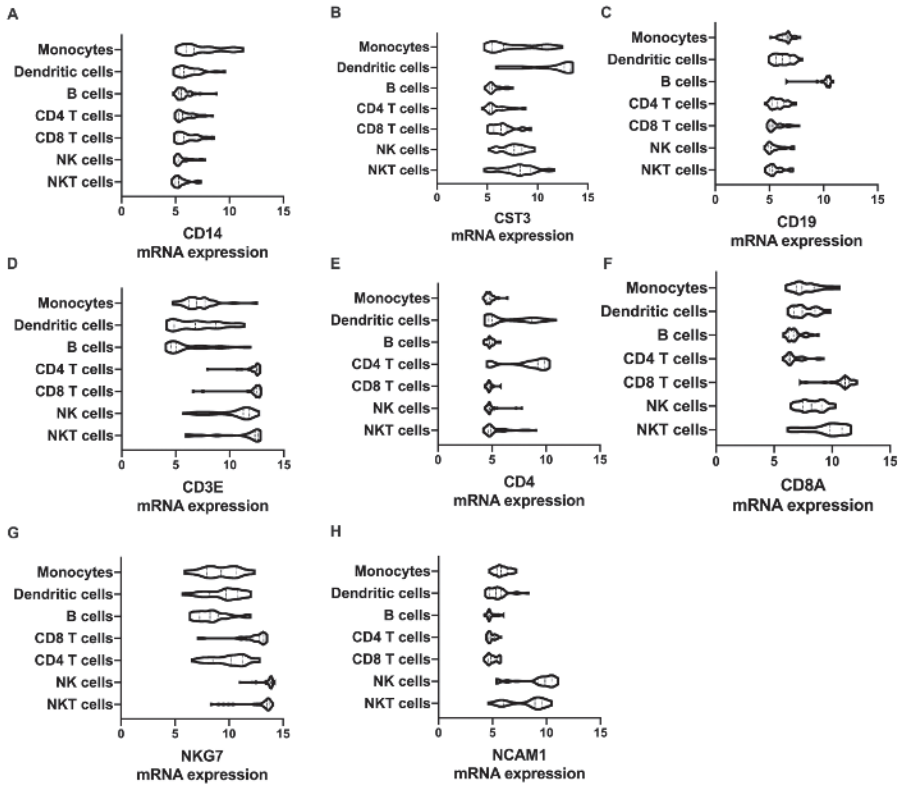 A
Monocytes
Dendritic cells
B cells
CD4 T cells
CD8 T cells
NK cells
NKT cells
0 5 10 15
CD14
mRNA expression
B
Monocytes
Dendritic cells
B cells
CD4 T cells
CD8 T cells
NK cells
NKT cells
0 5 10 15
CST3
mRNA expression
C
Monocytes
Dendritic cells
B cells
CD4 T cells
CD8 T cells
NK cells
NKT cells
0 5 10 15
CD19
mRNA expression
D
Monocytes
Dendritic cells
B cells
CD4 T cells
CD8 T cells
NK cells
NKT cells
0 5 10 15
CD3E
mRNA expression
E
Monocytes
Dendritic cells
B cells
CD4 T cells
CD8 T cells
NK cells
NKT cells
0 5 10 15
CD4
mRNA expression
F
Monocytes
Dendritic cells
B cells
CD4 T cells
CD8 T cells
NK cells
NKT cells
0 5 10 15
CD8A
mRNA expression
G
Monocytes
Dendritic cells
B cells
CD8 T cells
CD4 T cells
NK cells
NKT cells
0 5 10 15
NKG7
mRNA expression
H
Monocytes
Dendritic cells
B cells
CD4 T cells
CD8 T cells
NK cells
NKT cells
0 5 10 15
NCAM1
mRNA expression